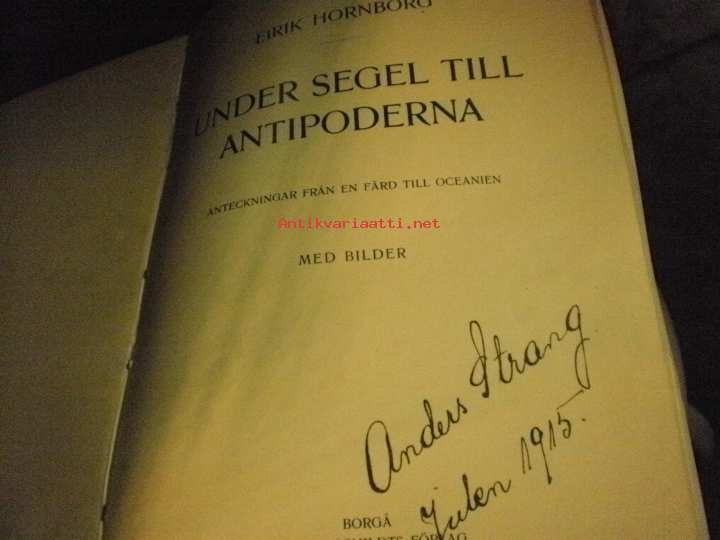 EIRIK HORNBORG
UNDER SEGEL TILL
ANTIPODERNA
ANTECKNINGAR FRÅN EN FÄRD TILL OCEANIEN
Antikvariaatti.net
MED BILDER
Anders Strang
Julen 1915.
BORGÅ
FÖRLAG